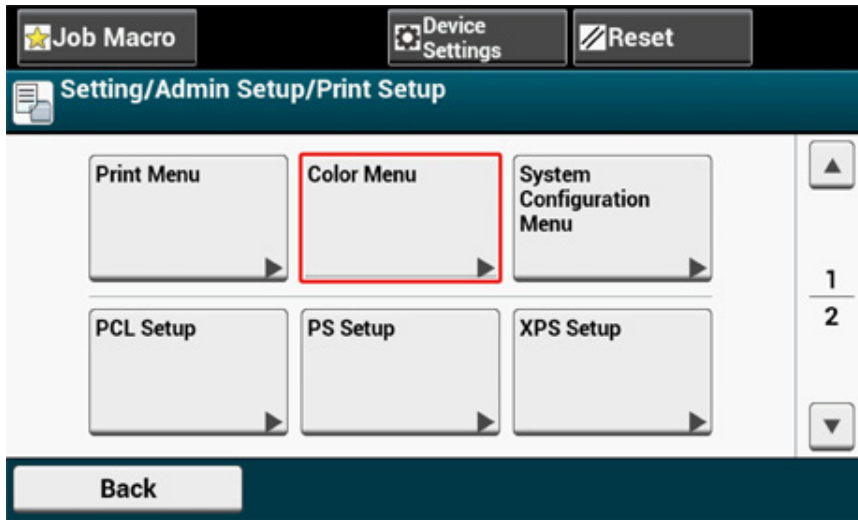 Job Macro
Device
Settings
Reset
Setting/Admin Setup/Print Setup
Print Menu
Color Menu
System
Configuration
Menu
1
2
PCL Setup
PS Setup
XPS Setup
Back